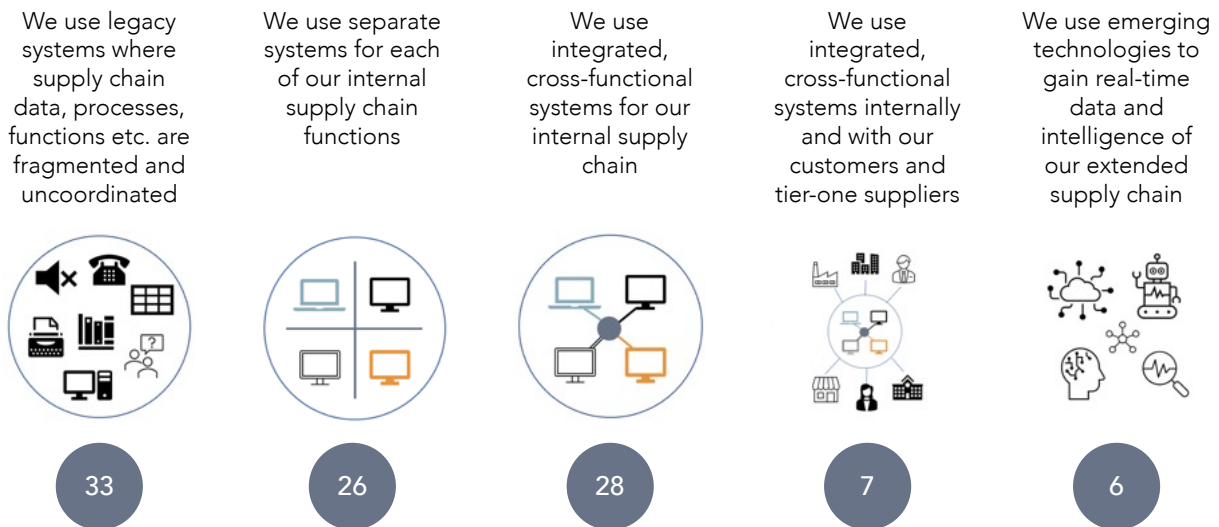 We use legacy
systems where
supply chain
data, processes,
functions etc. are
fragmented and
uncoordinated
We use separate
systems for each
of our internal
supply chain
functions
We use
integrated,
cross-functional
systems for our
internal supply
chain
We use
integrated,
cross-functional
systems internally
and with our
customers and
tier-one suppliers
We use emerging
technologies to
gain real-time
data and
intelligence of
our extended
supply chain
?
33
26
28
7
6